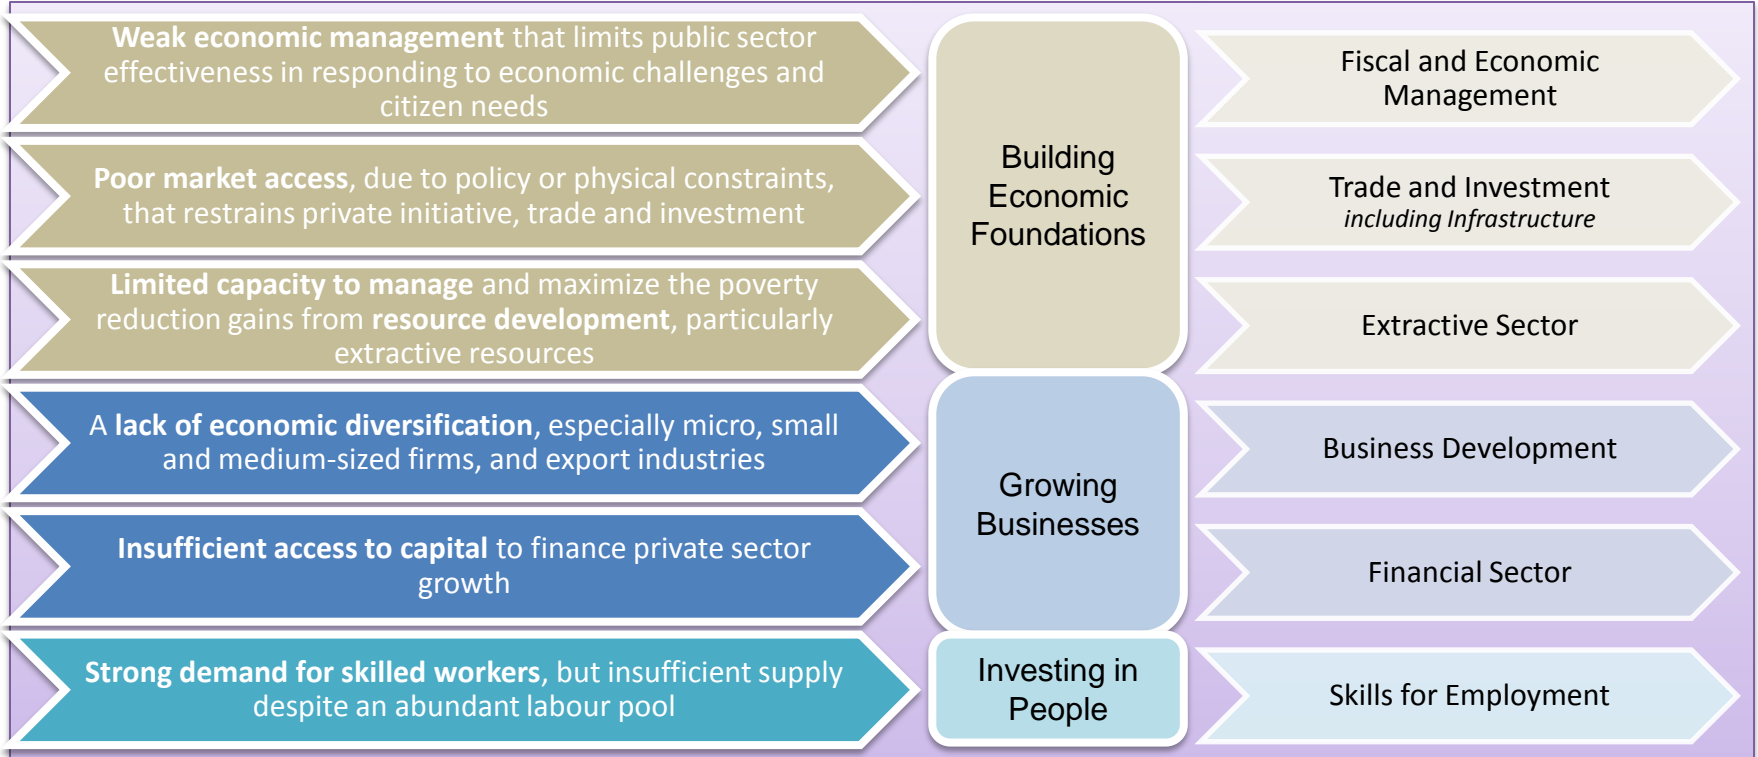 Weak economic management that limits public sector
effectiveness in responding to economic challenges and
citizen needs
Poor market access, due to policy or physical constraints,
that restrains private initiative, trade and investment
Limited capacity to manage and maximize the poverty
reduction gains from resource development, particularly
extractive resources
A lack of economic diversification, especially micro, small
and medium-sized firms, and export industries
Insufficient access to capital to finance private sector
growth
Strong demand for skilled workers, but insufficient supply
despite an abundant labour pool
Building
Economic
Foundations
Growing
Businesses
Investing in
People
Fiscal and Economic
Management
Trade and Investment
including Infrastructure
Extractive Sector
Business Development
Financial Sector
Skills for Employment